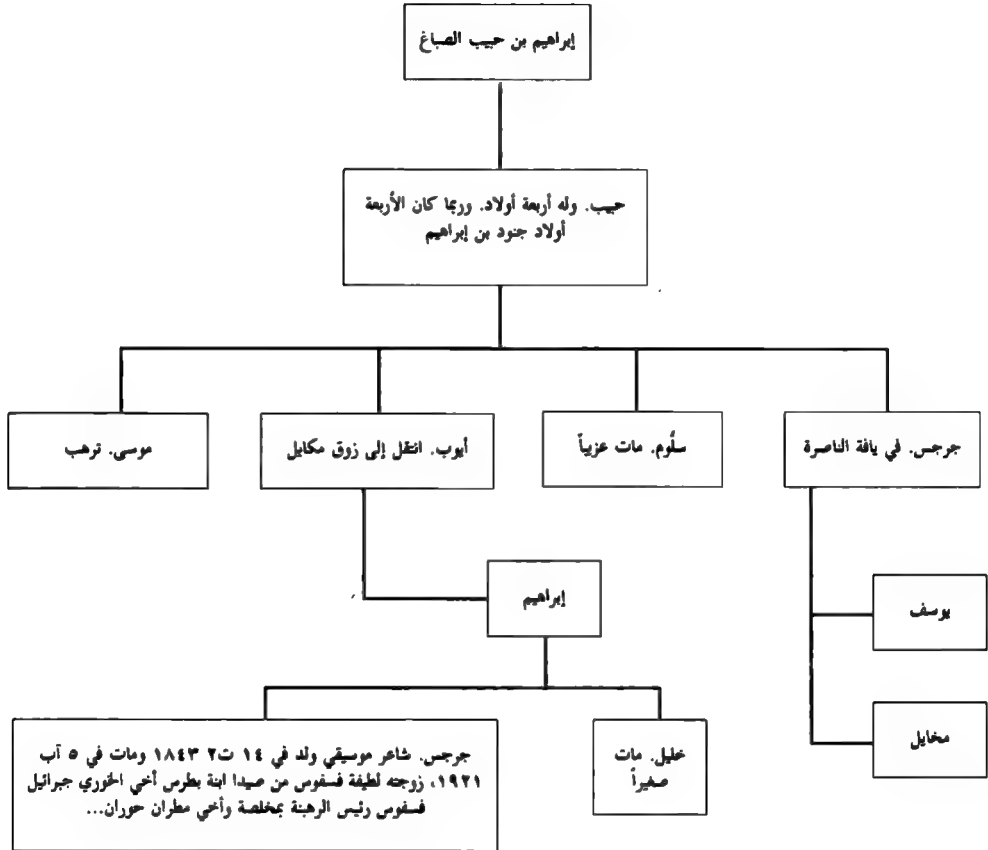 إبراهيم بن حبيب الصباغ
حبيب. وله أربعة أولاد. وربما كان الأربعة
أولاد جنود بن إبراهيم
جرجس. في يافة الناصرة
سلُّوم. مات عزيباً
أيوب. انتقل إلى زوق مكايل
موسى. ترهب
يوسف
مخايل
إبراهيم
خليل. مات
صغيراً
جرجس. شاعر موسيقي ولد في ١٤ ت٢ ١٨٤٣ ومات في ٥ آب
١٩٢١، زوجته لطيفة فسفوس من صيدا ابنة بطرس أخي الخوري جبرائيل
فسفوس رئيس الرهبنة بمخلصة وأخي مطران حوران...